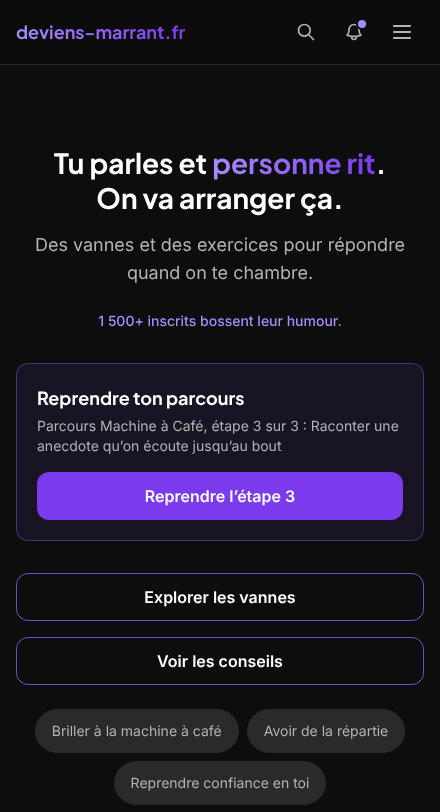 deviens-marrant.fr
Tu parles et personne rit.
On va arranger ça.
Des vannes et des exercices pour répondre
quand on te chambre.
1 500+ inscrits bossent leur humour.
Reprendre ton parcours
Parcours Machine à Café, étape 3 sur 3 : Raconter une
anecdote qu’on écoute jusqu’au bout
Reprendre l’étape 3
Explorer les vannes
Voir les conseils
Briller à la machine à café
Avoir de la répartie
Reprendre confiance en toi